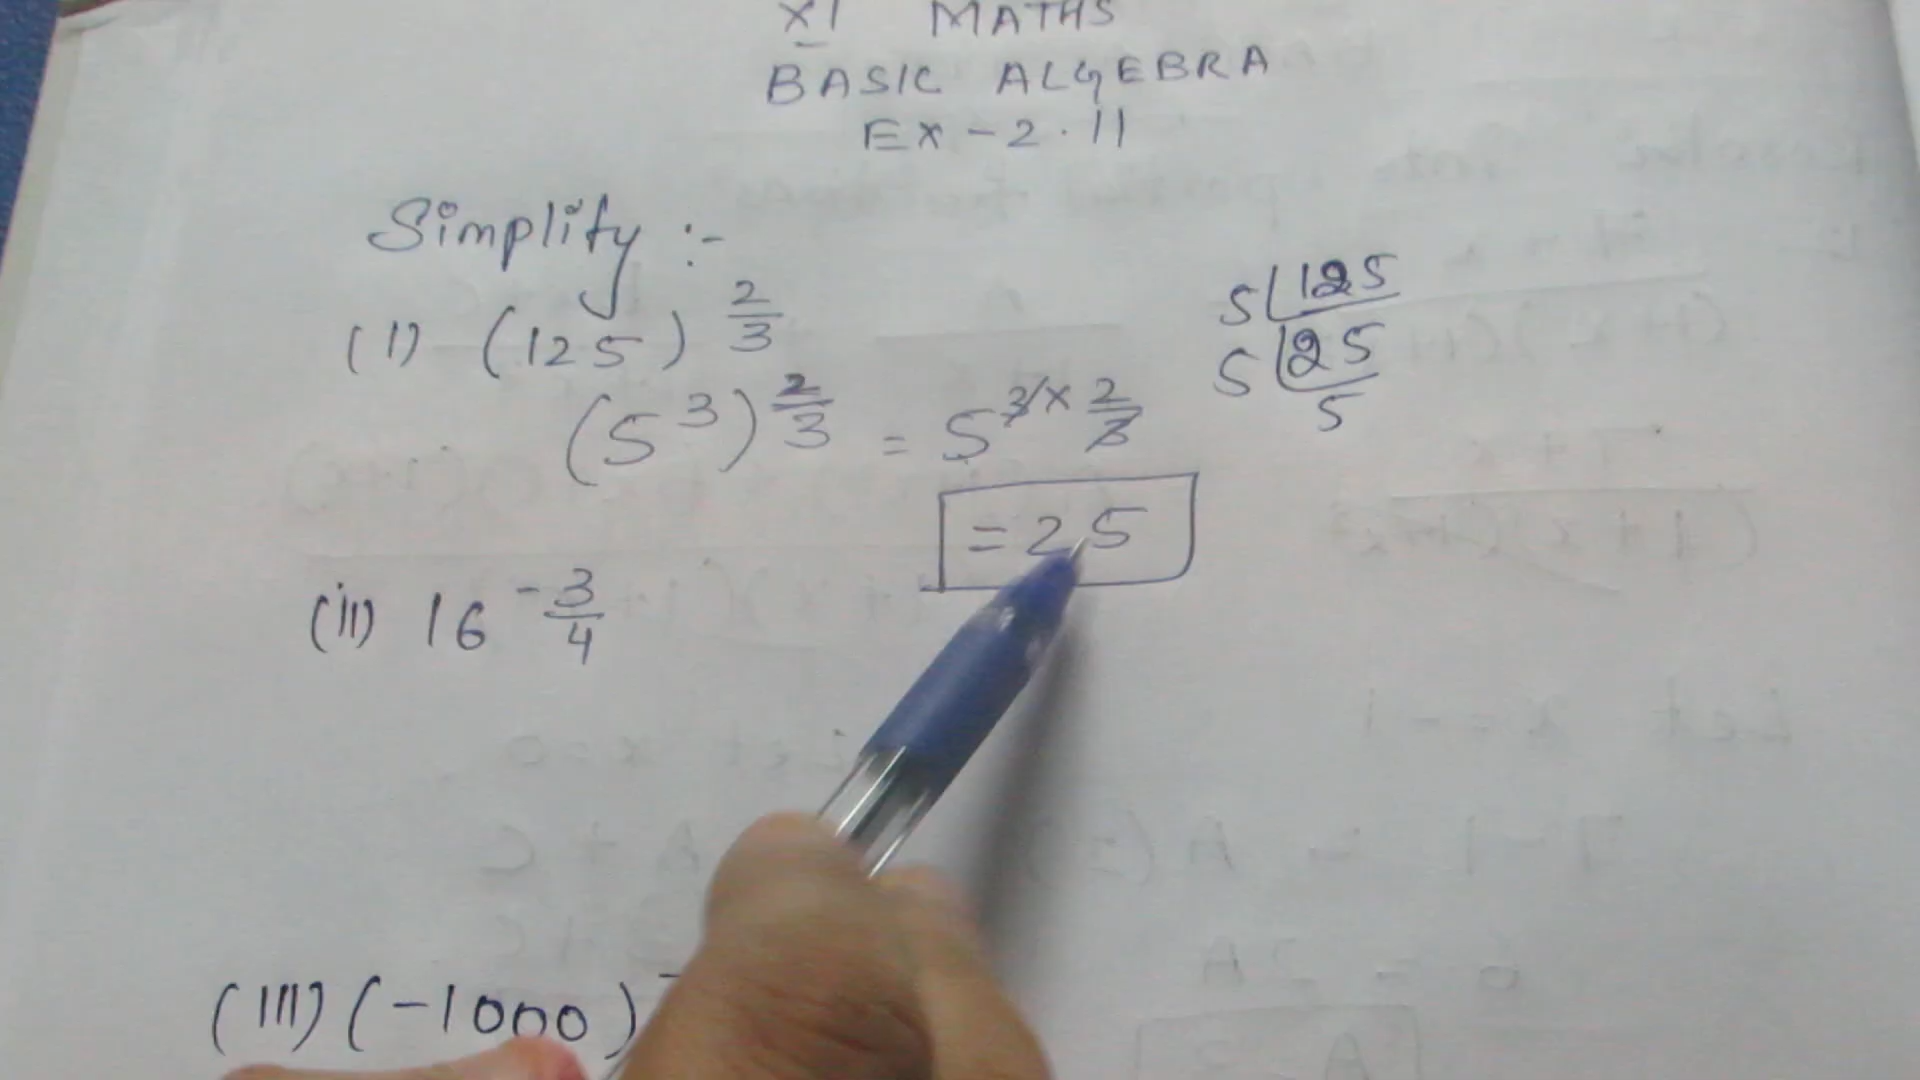 XI MATHS
BASIC ALGEBRA
EX-2.11
Simplify :-
(I) (125)^{2/3}
(5^3)^{2/3} = 5^{3 × 2/3}
= 25
5 | 125
5 | 25
5
(II) 16^{-3/4}
(III) (-1000)^{-